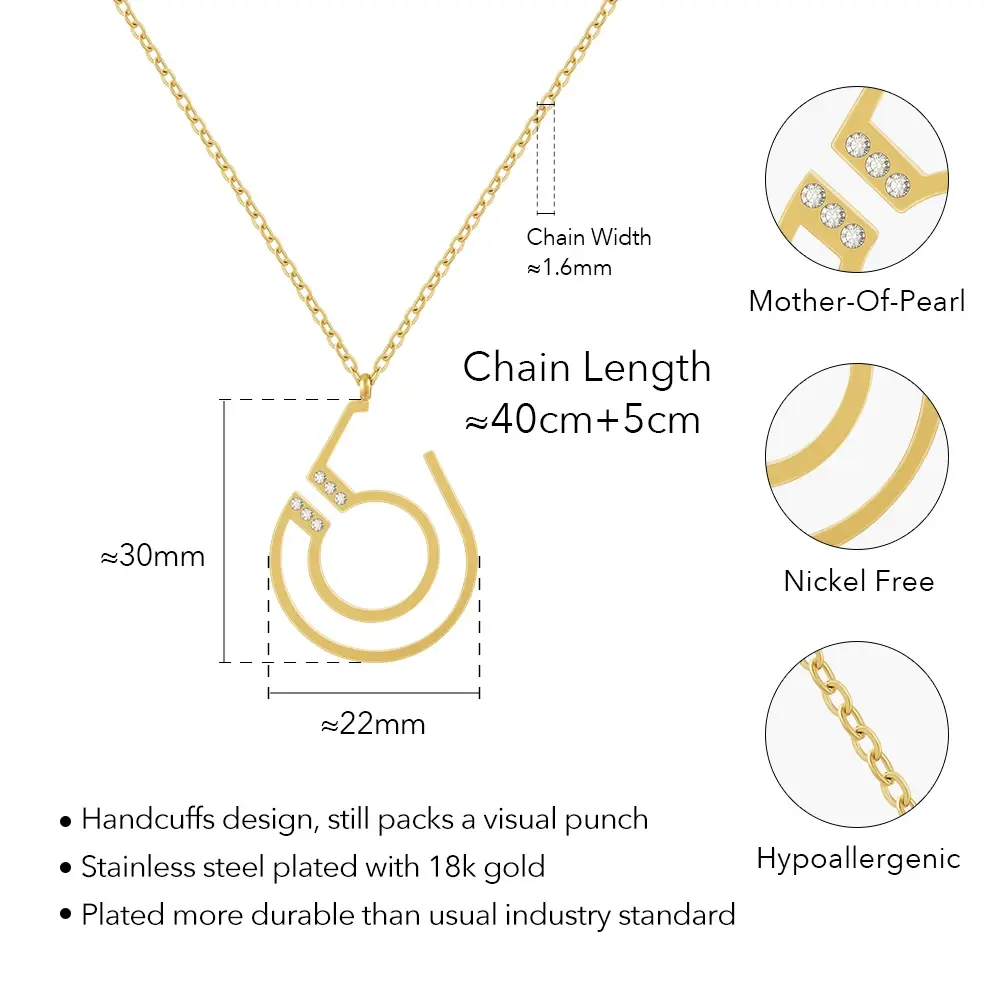 Chain Width
≈1.6mm
Mother-Of-Pearl
Chain Length
≈40cm+5cm
≈30mm
Nickel Free
≈22mm
• Handcuffs design, still packs a visual punch
• Stainless steel plated with 18k gold
• Plated more durable than usual industry standard
Hypoallergenic